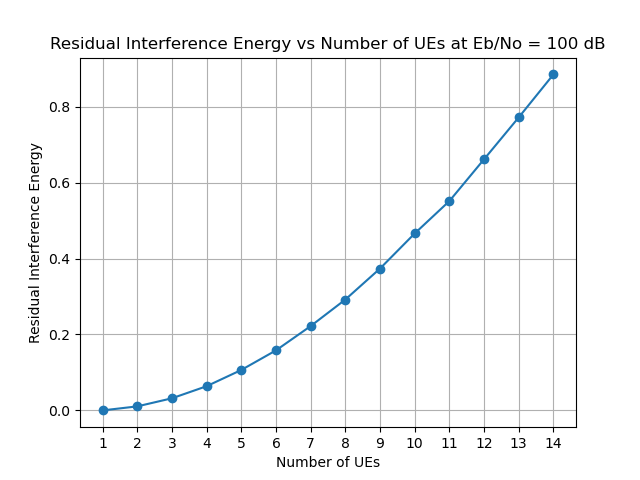 Residual Interference Energy vs Number of UEs at Eb/No = 100 dB
Residual Interference Energy
0.8
0.6
0.4
0.2
0.0
1 2 3 4 5 6 7 8 9 10 11 12 13 14
Number of UEs